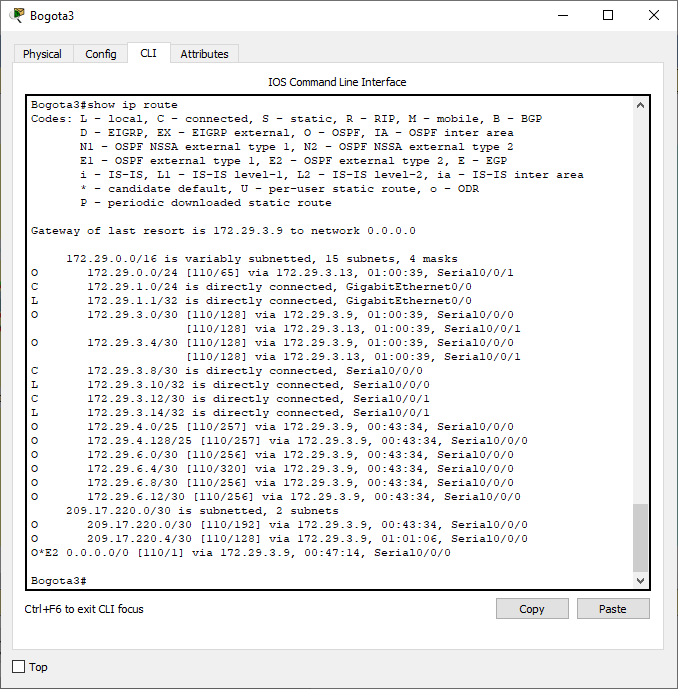 Bogota3
Physical Config CLI Attributes
IOS Command Line Interface
Bogota3#show ip route
Codes: L - local, C - connected, S - static, R - RIP, M - mobile, B - BGP
       D - EIGRP, EX - EIGRP external, O - OSPF, IA - OSPF inter area
       N1 - OSPF NSSA external type 1, N2 - OSPF NSSA external type 2
       E1 - OSPF external type 1, E2 - OSPF external type 2, E - EGP
       i - IS-IS, L1 - IS-IS level-1, L2 - IS-IS level-2, ia - IS-IS inter area
       * - candidate default, U - per-user static route, o - ODR
       P - periodic downloaded static route
Gateway of last resort is 172.29.3.9 to network 0.0.0.0
     172.29.0.0/16 is variably subnetted, 15 subnets, 4 masks
O       172.29.0.0/24 [110/65] via 172.29.3.13, 01:00:39, Serial0/0/1
C       172.29.1.0/24 is directly connected, GigabitEthernet0/0
L       172.29.1.1/32 is directly connected, GigabitEthernet0/0
O       172.29.3.0/30 [110/128] via 172.29.3.9, 01:00:39, Serial0/0/0
                      [110/128] via 172.29.3.13, 01:00:39, Serial0/0/1
O       172.29.3.4/30 [110/128] via 172.29.3.9, 01:00:39, Serial0/0/0
                      [110/128] via 172.29.3.13, 01:00:39, Serial0/0/1
C       172.29.3.8/30 is directly connected, Serial0/0/0
L       172.29.3.10/32 is directly connected, Serial0/0/0
C       172.29.3.12/30 is directly connected, Serial0/0/1
L       172.29.3.14/32 is directly connected, Serial0/0/1
O       172.29.4.0/25 [110/257] via 172.29.3.9, 00:43:34, Serial0/0/0
O       172.29.4.128/25 [110/257] via 172.29.3.9, 00:43:34, Serial0/0/0
O       172.29.6.0/30 [110/256] via 172.29.3.9, 00:43:34, Serial0/0/0
O       172.29.6.4/30 [110/320] via 172.29.3.9, 00:43:34, Serial0/0/0
O       172.29.6.8/30 [110/256] via 172.29.3.9, 00:43:34, Serial0/0/0
O       172.29.6.12/30 [110/256] via 172.29.3.9, 00:43:34, Serial0/0/0
     209.17.220.0/30 is subnetted, 2 subnets
O       209.17.220.0/30 [110/192] via 172.29.3.9, 00:43:34, Serial0/0/0
O       209.17.220.4/30 [110/128] via 172.29.3.9, 01:01:06, Serial0/0/0
O*E2 0.0.0.0/0 [110/1] via 172.29.3.9, 00:47:14, Serial0/0/0
Bogota3#
Ctrl+F6 to exit CLI focus
Copy Paste
Top